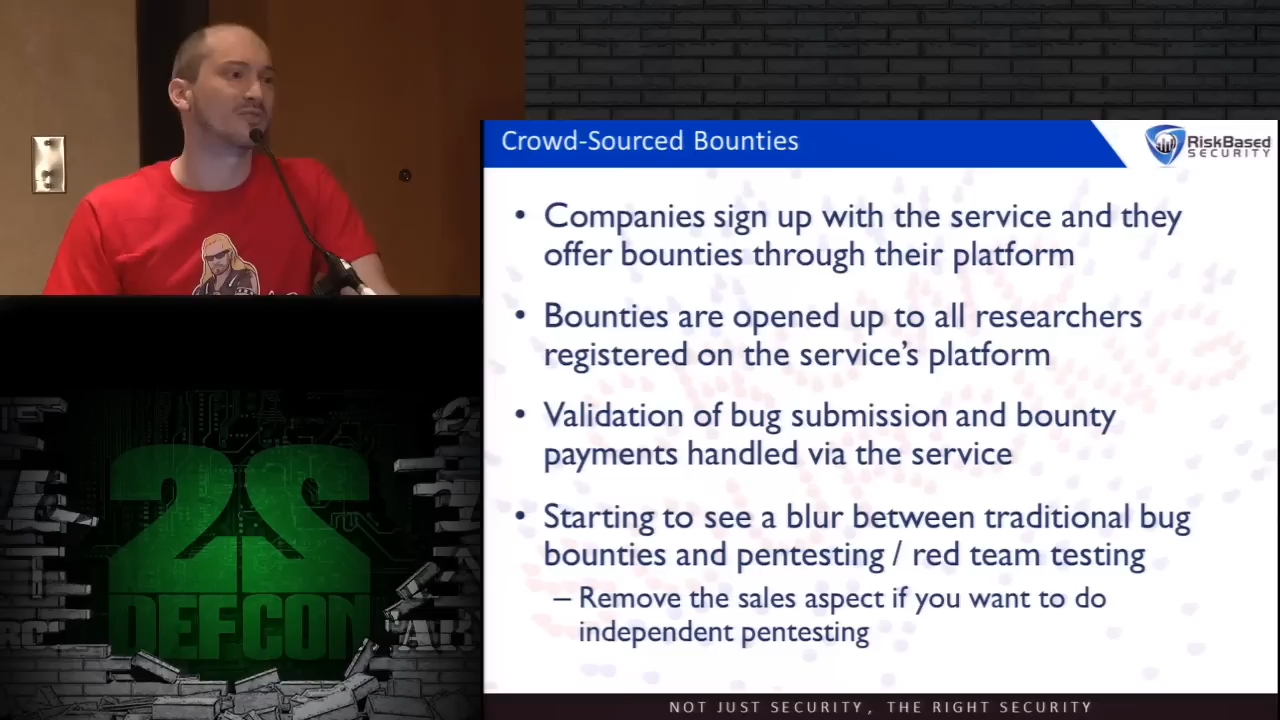 Crowd-Sourced Bounties
RiskBased
SECURITY
• Companies sign up with the service and they
offer bounties through their platform
• Bounties are opened up to all researchers
registered on the service's platform
• Validation of bug submission and bounty
payments handled via the service
• Starting to see a blur between traditional bug
bounties and pentesting / red team testing
– Remove the sales aspect if you want to do
independent pentesting
22
DEFCON
NOT JUST SECURITY, THE RIGHT SECURITY